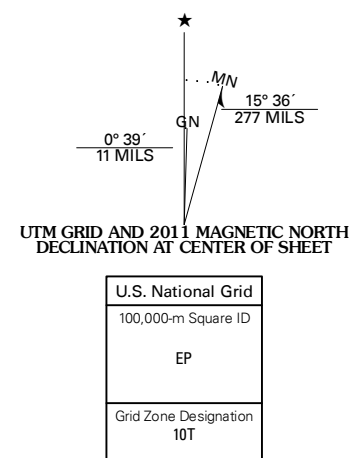 ★
MN
GN
15° 36´
277 MILS
0° 39´
11 MILS
UTM GRID AND 2011 MAGNETIC NORTH
DECLINATION AT CENTER OF SHEET
U.S. National Grid
100,000-m Square ID
EP
Grid Zone Designation
10T